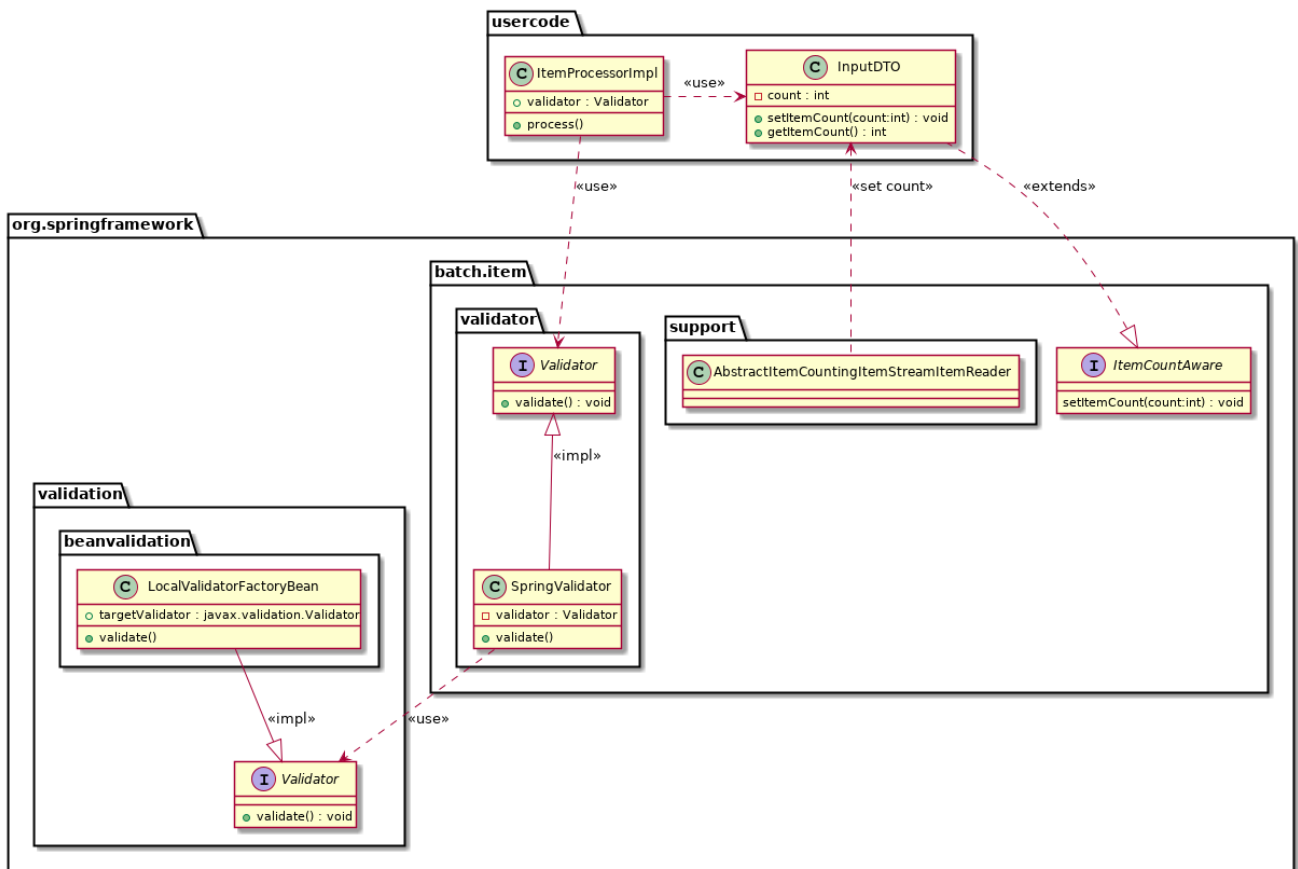 usercode
C ItemProcessorImpl
validator : Validator
process()
«use»
C InputDTO
count : int
setItemCount(count:int) : void
getItemCount() : int
«use»
«set count»
«extends»
org.springframework
batch.item
validator
I Validator
validate() : void
support
C AbstractItemCountingItemStreamItemReader
I ItemCountAware
setItemCount(count:int) : void
«impl»
validation
beanvalidation
C LocalValidatorFactoryBean
targetValidator : javax.validation.Validator
validate()
C SpringValidator
validator : Validator
validate()
«impl»
«use»
I Validator
validate() : void